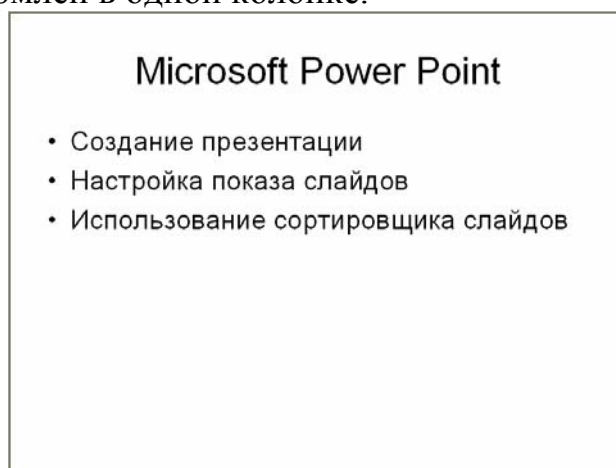 в одной колонке.
Microsoft Power Point
• Создание презентации
• Настройка показа слайдов
• Использование сортировщика слайдов